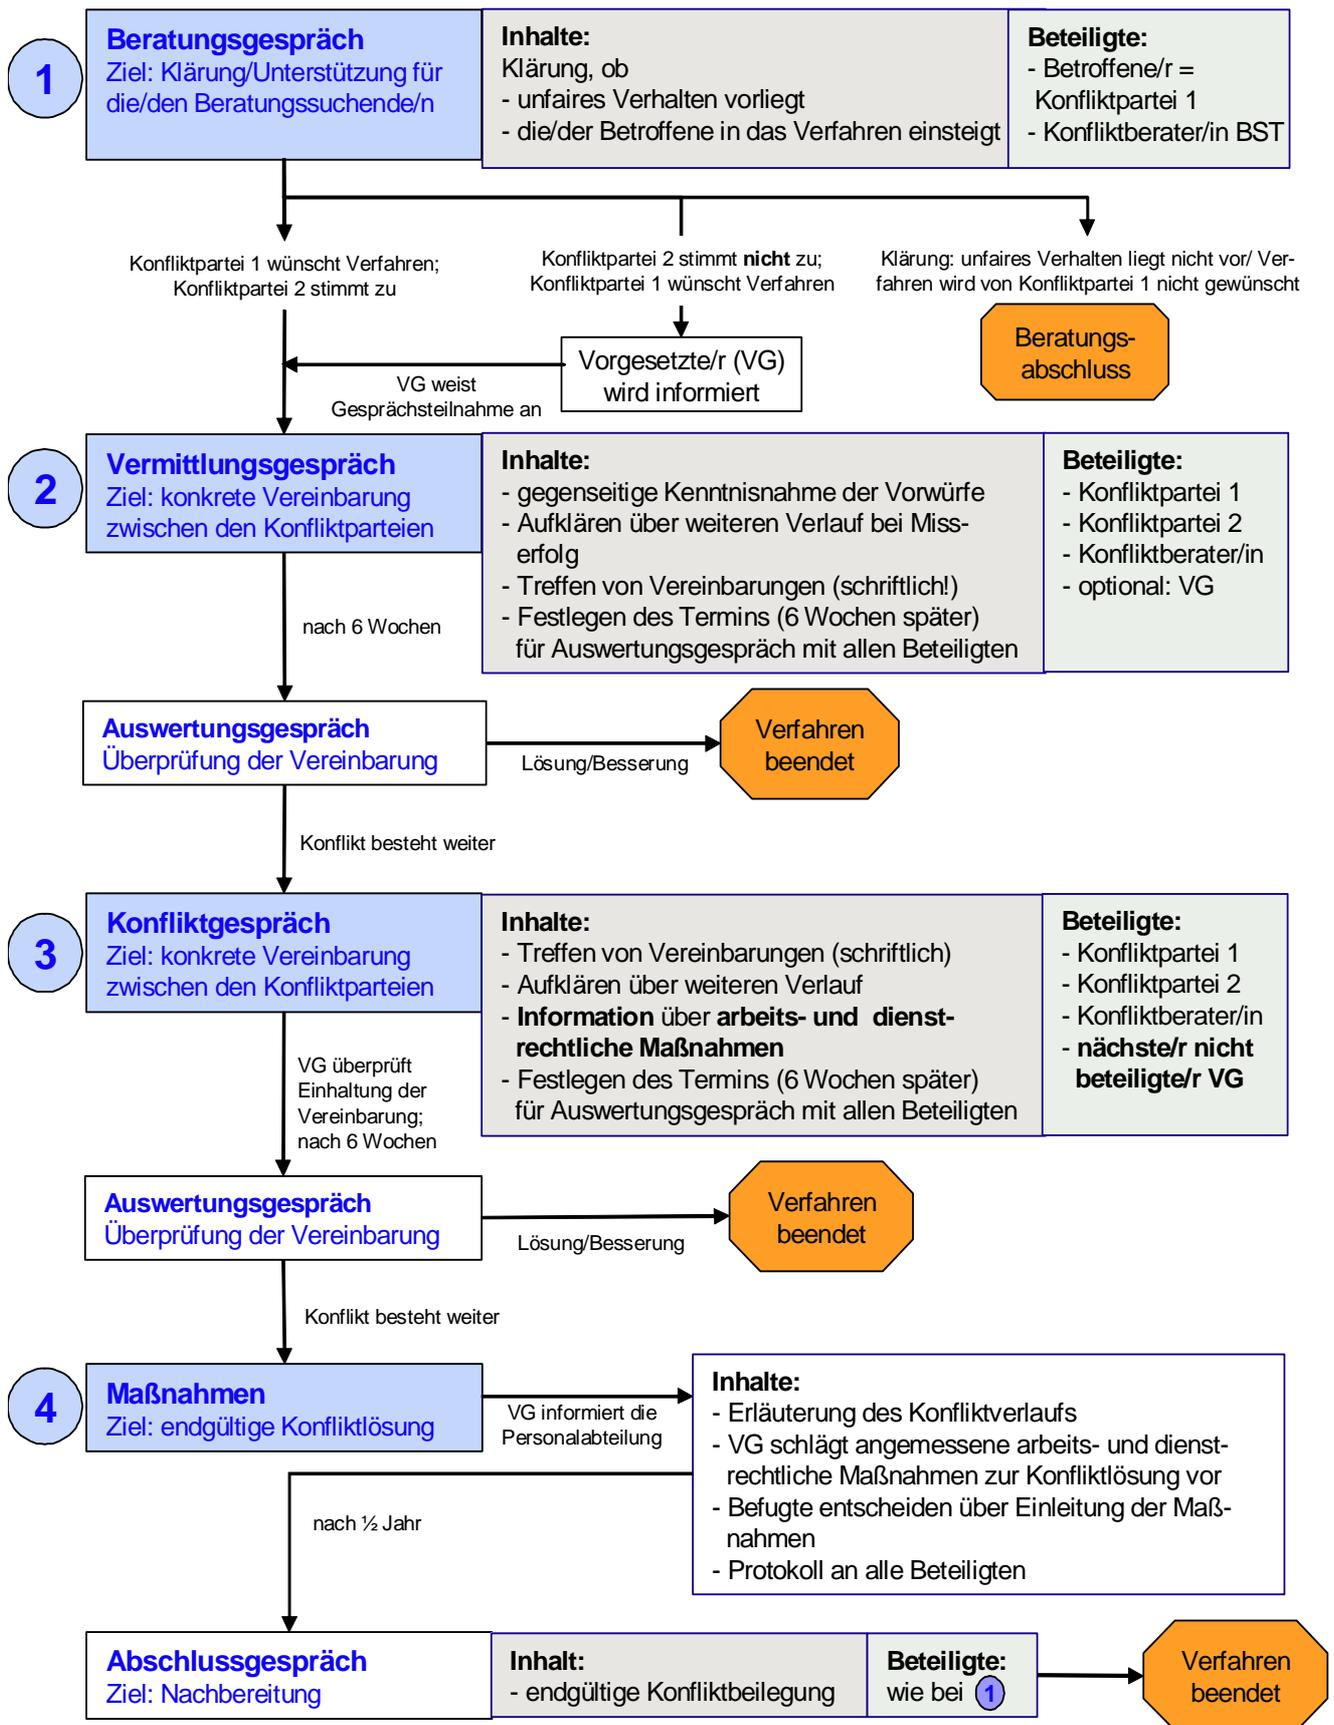 1
Beratungsgespräch
Ziel: Klärung/Unterstützung für
die/den Beratungssuchende/n
Inhalte:
Klärung, ob
- unfaires Verhalten vorliegt
- die/der Betroffene in das Verfahren einsteigt
Beteiligte:
- Betroffene/r =
Konfliktpartei 1
- Konfliktberater/in BST
Konfliktpartei 1 wünscht Verfahren;
Konfliktpartei 2 stimmt zu
Konfliktpartei 2 stimmt nicht zu;
Konfliktpartei 1 wünscht Verfahren
Klärung: unfaires Verhalten liegt nicht vor/ Ver-
fahren wird von Konfliktpartei 1 nicht gewünscht
Beratungs-
abschluss
Vorgesetzte/r (VG)
wird informiert
VG weist
Gesprächsteilnahme an
2
Vermittlungsgespräch
Ziel: konkrete Vereinbarung
zwischen den Konfliktparteien
Inhalte:
- gegenseitige Kenntnisnahme der Vorwürfe
- Aufklären über weiteren Verlauf bei Miss-
erfolg
- Treffen von Vereinbarungen (schriftlich!)
- Festlegen des Termins (6 Wochen später)
für Auswertungsgespräch mit allen Beteiligten
Beteiligte:
- Konfliktpartei 1
- Konfliktpartei 2
- Konfliktberater/in
- optional: VG
nach 6 Wochen
Auswertungsgespräch
Überprüfung der Vereinbarung
Lösung/Besserung
Verfahren
beendet
Konflikt besteht weiter
3
Konfliktgespräch
Ziel: konkrete Vereinbarung
zwischen den Konfliktparteien
Inhalte:
- Treffen von Vereinbarungen (schriftlich)
- Aufklären über weiteren Verlauf
- Information über arbeits- und dienst-
rechtliche Maßnahmen
- Festlegen des Termins (6 Wochen später)
für Auswertungsgespräch mit allen Beteiligten
Beteiligte:
- Konfliktpartei 1
- Konfliktpartei 2
- Konfliktberater/in
- nächste/r nicht
beteiligte/r VG
VG überprüft
Einhaltung der
Vereinbarung;
nach 6 Wochen
Auswertungsgespräch
Überprüfung der Vereinbarung
Lösung/Besserung
Verfahren
beendet
Konflikt besteht weiter
4
Maßnahmen
Ziel: endgültige Konfliktlösung
VG informiert die
Personalabteilung
Inhalte:
- Erläuterung des Konfliktverlaufs
- VG schlägt angemessene arbeits- und dienst-
rechtliche Maßnahmen zur Konfliktlösung vor
- Befugte entscheiden über Einleitung der Maß-
nahmen
- Protokoll an alle Beteiligten
nach ½ Jahr
Abschlussgespräch
Ziel: Nachbereitung
Inhalt:
- endgültige Konfliktbeilegung
Beteiligte:
wie bei 1
Verfahren
beendet